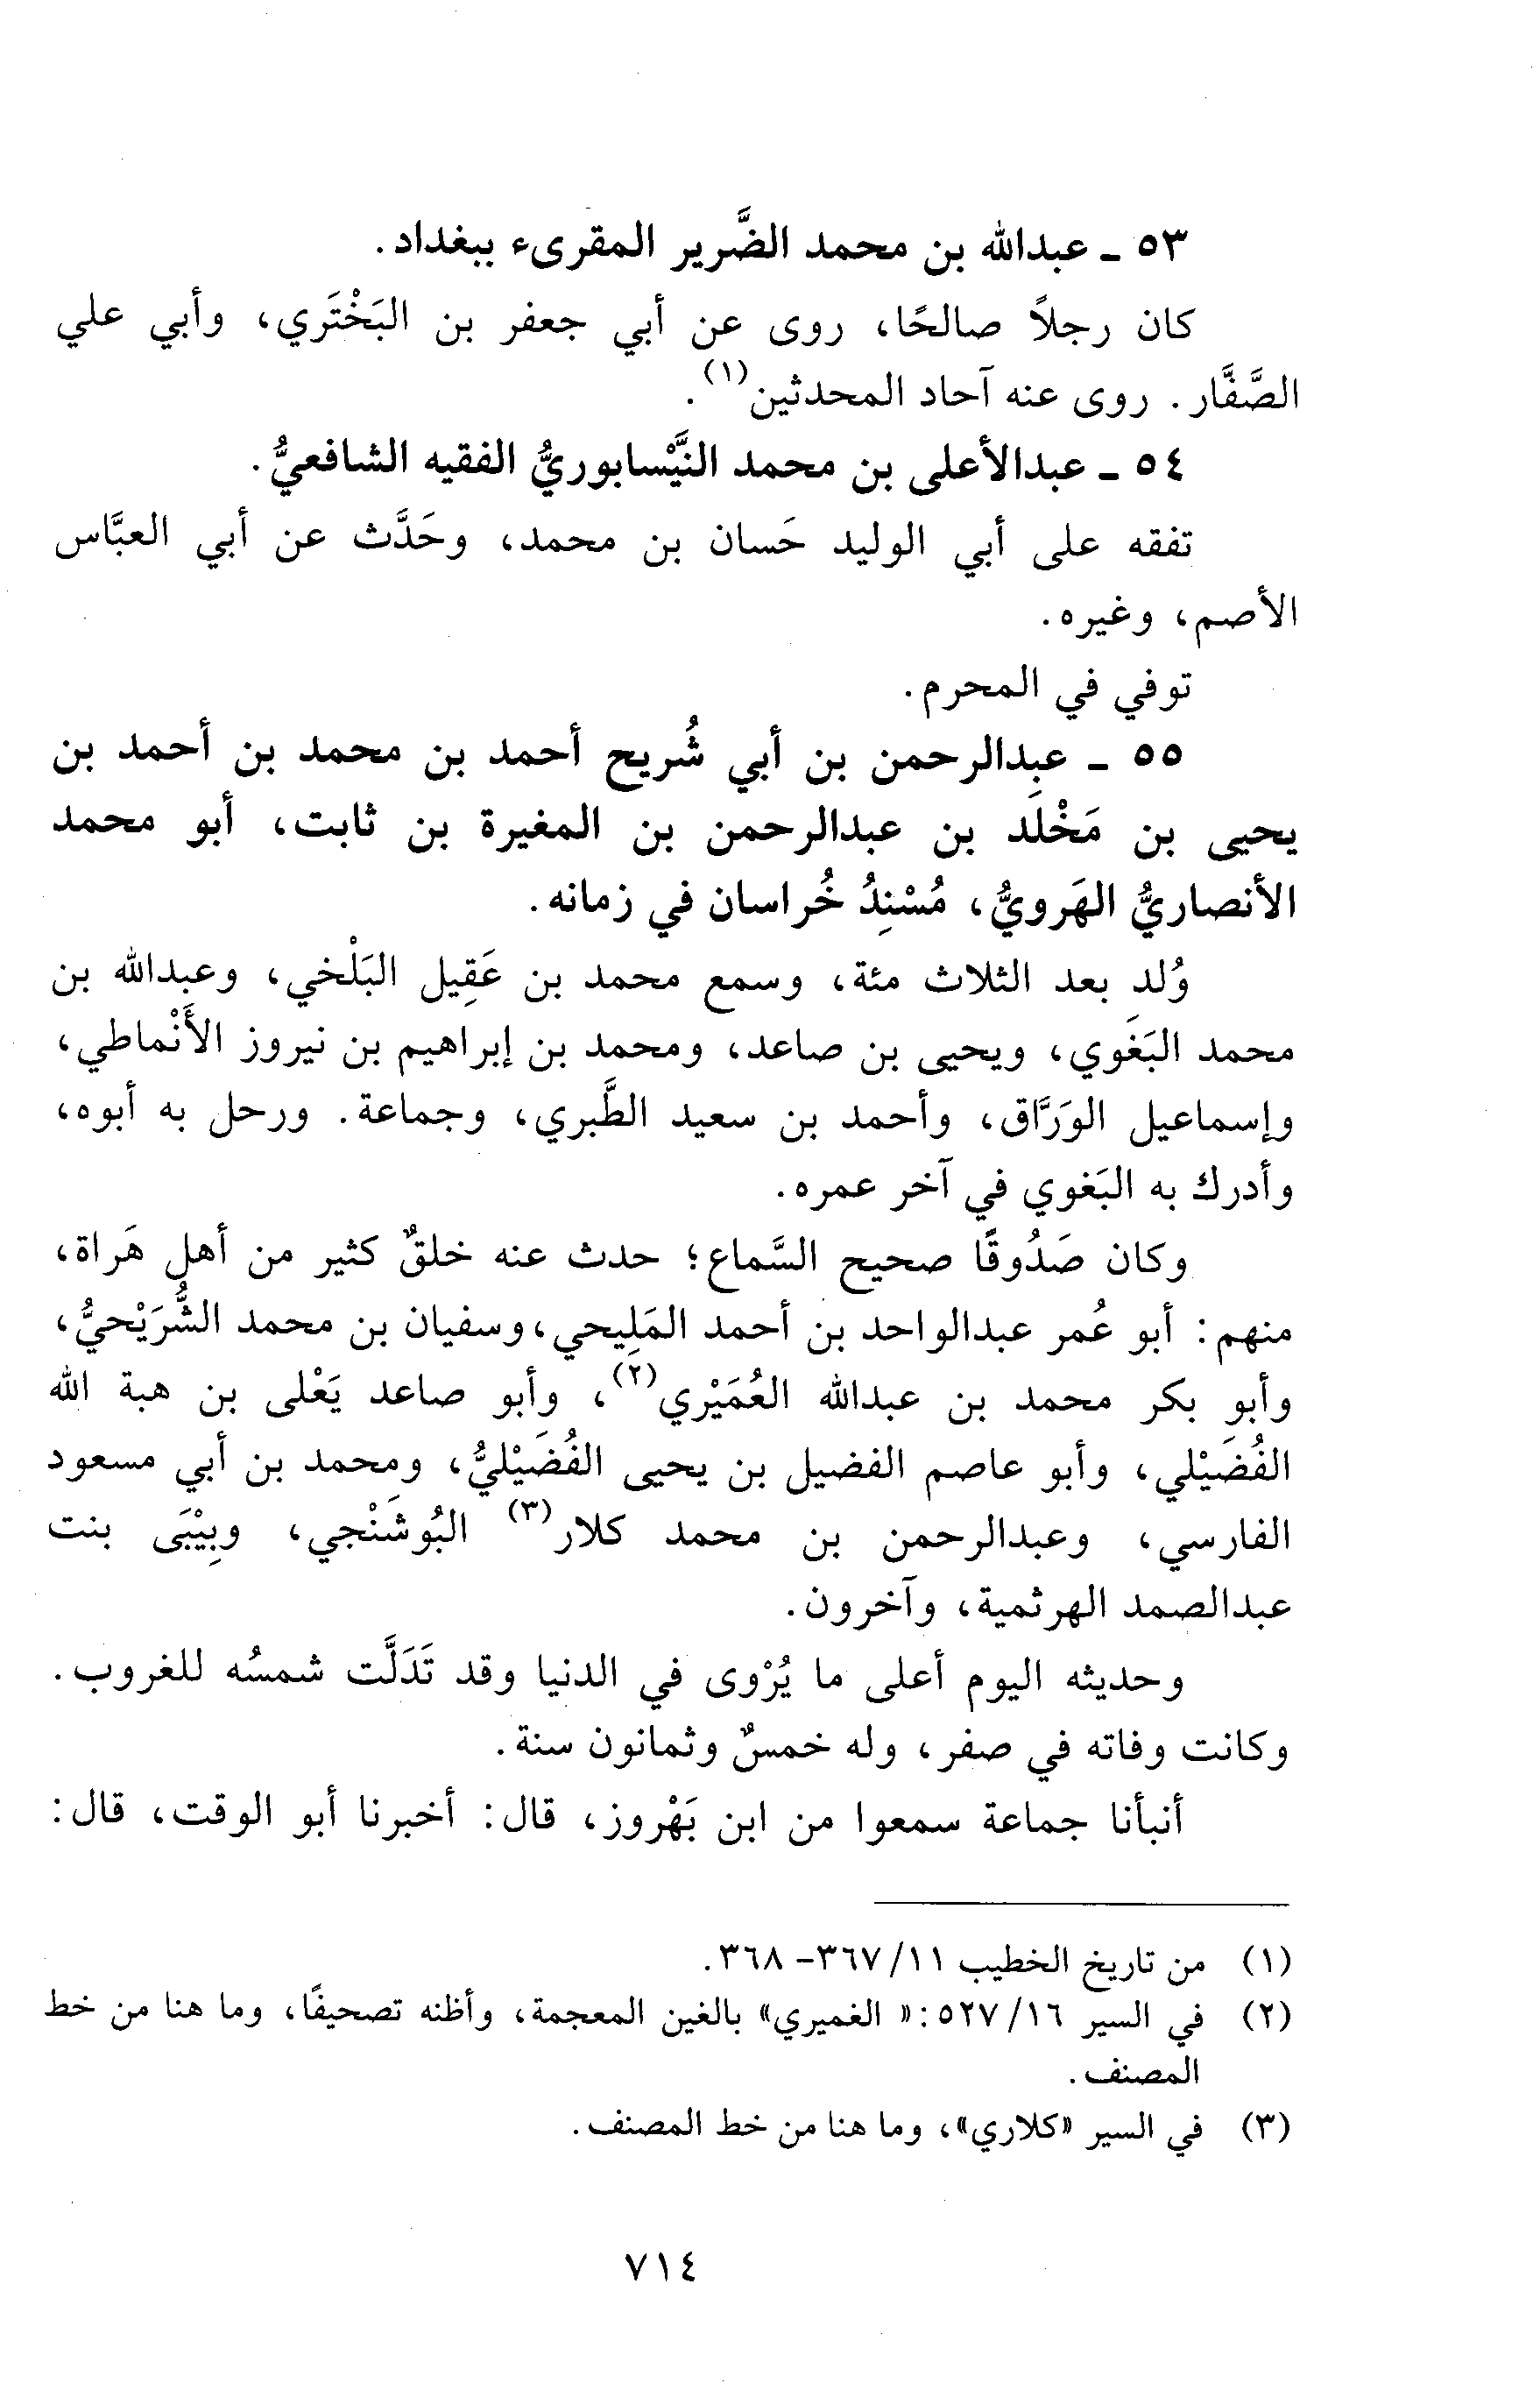 ٥٣ ـ عبدالله بن محمد الضَّرير المقرىء ببغداد.
كان رجلاً صالحًا، روى عن أبي جعفر بن البَخْتَري، وأبي علي
الصَّفَّار. روى عنه آحاد المحدثين(١).
٥٤ ـ عبدالأعلى بن محمد النَّيْسابوريُّ الفقيه الشافعيُّ.
تفقه على أبي الوليد حَسان بن محمد، وحَدَّث عن أبي العبَّاس
الأصم، وغيره.
توفي في المحرم.
٥٥ ـ عبدالرحمن بن أبي شُريح أحمد بن محمد بن أحمد بن
يحيى بن مَخْلَد بن عبدالرحمن بن المغيرة بن ثابت، أبو محمد
الأنصاريُّ الهَرويُّ، مُسْنِدُ خُراسان في زمانه.
وُلد بعد الثلاث مئة، وسمع محمد بن عَقِيل البَلْخي، وعبدالله بن
محمد البَغَوي، ويحيى بن صاعد، ومحمد بن إبراهيم بن نيروز الأَنْماطي،
وإسماعيل الوَرَّاق، وأحمد بن سعيد الطَّبري، وجماعة. ورحل به أبوه،
وأدرك به البَغوي في آخر عمره.
وكان صَدُوقًا صحيح السَّماع؛ حدث عنه خلقٌ كثير من أهل هَراة،
منهم: أبو عُمر عبدالواحد بن أحمد المَلِيحي، وسفيان بن محمد الشُّرَيْحيُّ،
وأبو بكر محمد بن عبدالله العُمَيْري(٢)، وأبو صاعد يَعْلى بن هبة الله
الفُضَيْلي، وأبو عاصم الفضيل بن يحيى الفُضَيْليُّ، ومحمد بن أبي مسعود
الفارسي، وعبدالرحمن بن محمد كلار(٣) البُوشَنْجي، وبِيْبَى بنت
عبدالصمد الهرثمية، وآخرون.
وحديثه اليوم أعلى ما يُرْوى في الدنيا وقد تَدَلَّت شمسُه للغروب.
وكانت وفاته في صفر، وله خمسٌ وثمانون سنة.
أنبأنا جماعة سمعوا من ابن بَهْروز، قال: أخبرنا أبو الوقت، قال:
(١) من تاريخ الخطيب ١١/ ٣٦٧- ٣٦٨.
(٢) في السير ١٦/ ٥٢٧: « الغميري» بالغين المعجمة، وأظنه تصحيفًا، وما هنا من خط
المصنف.
(٣) في السير «كلاري»، وما هنا من خط المصنف.
٧١٤